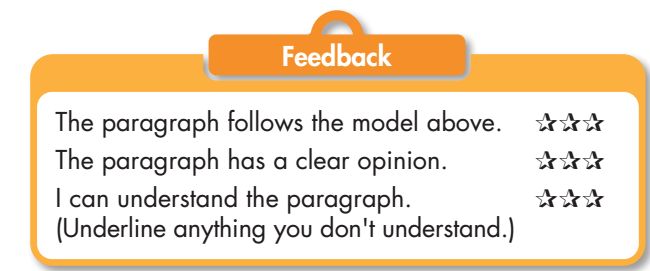 Feedback
The paragraph follows the model above. ☆☆☆
The paragraph has a clear opinion. ☆☆☆
I can understand the paragraph. ☆☆☆
(Underline anything you don't understand.)